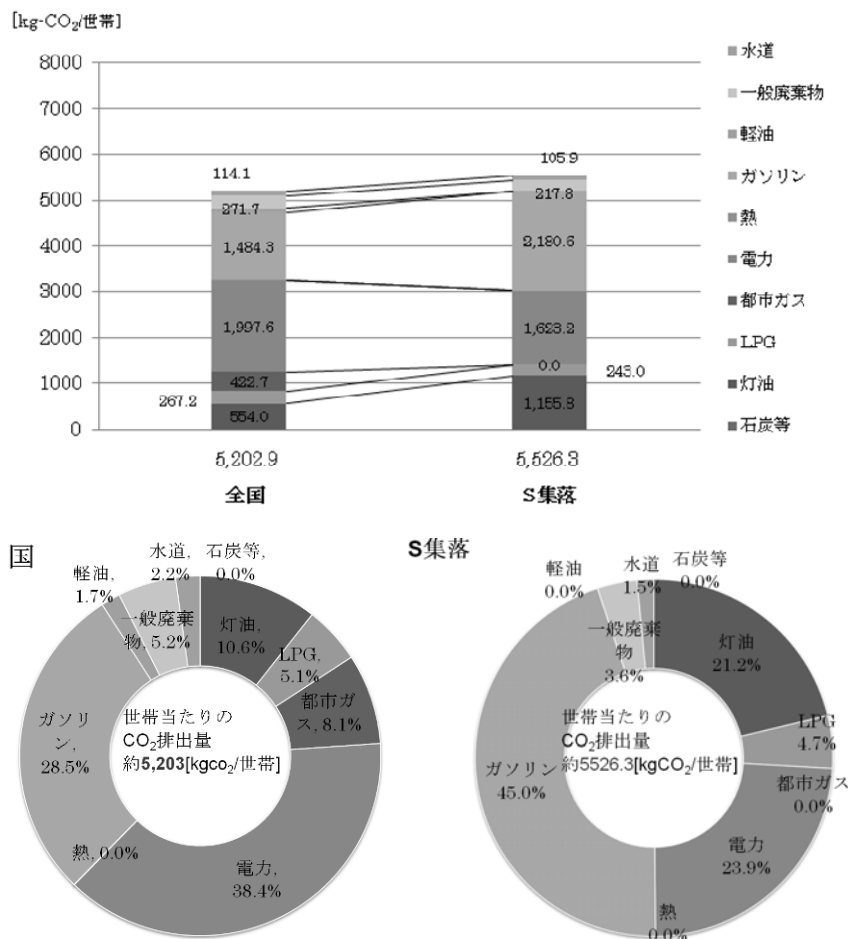 [kg-CO₂/世帯]
8000
7000
6000
5000
4000
3000
2000
1000
0
114.1
271.7
1,484.3
1,997.6
422.7
267.2
554.0
105.9
217.8
2,180.6
1,623.2
0.0
243.0
1,155.8
5,202.9
5,526.3
全国
S集落
水道
一般廃棄物
軽油
ガソリン
熱
電力
都市ガス
LPG
灯油
石炭等
国
水道,
2.2%
石炭等,
0.0%
軽油,
1.7%
一般廃棄
物, 5.2%
灯油,
10.6%
LPG,
5.1%
都市ガ
ス, 8.1%
ガソリ
ン,
28.5%
世帯当たりの
CO₂排出量
約5,203[kgco₂/世帯]
熱, 0.0%
電力,
38.4%
S集落
軽油
0.0%
水道
1.5%
石炭等
0.0%
一般廃棄
物
3.6%
灯油
21.2%
LPG
4.7%
都市ガス
0.0%
世帯当たりの
CO₂排出量
約5526.3[kgCO₂/世帯]
ガソリン
45.0%
電力
23.9%
熱
0.0%